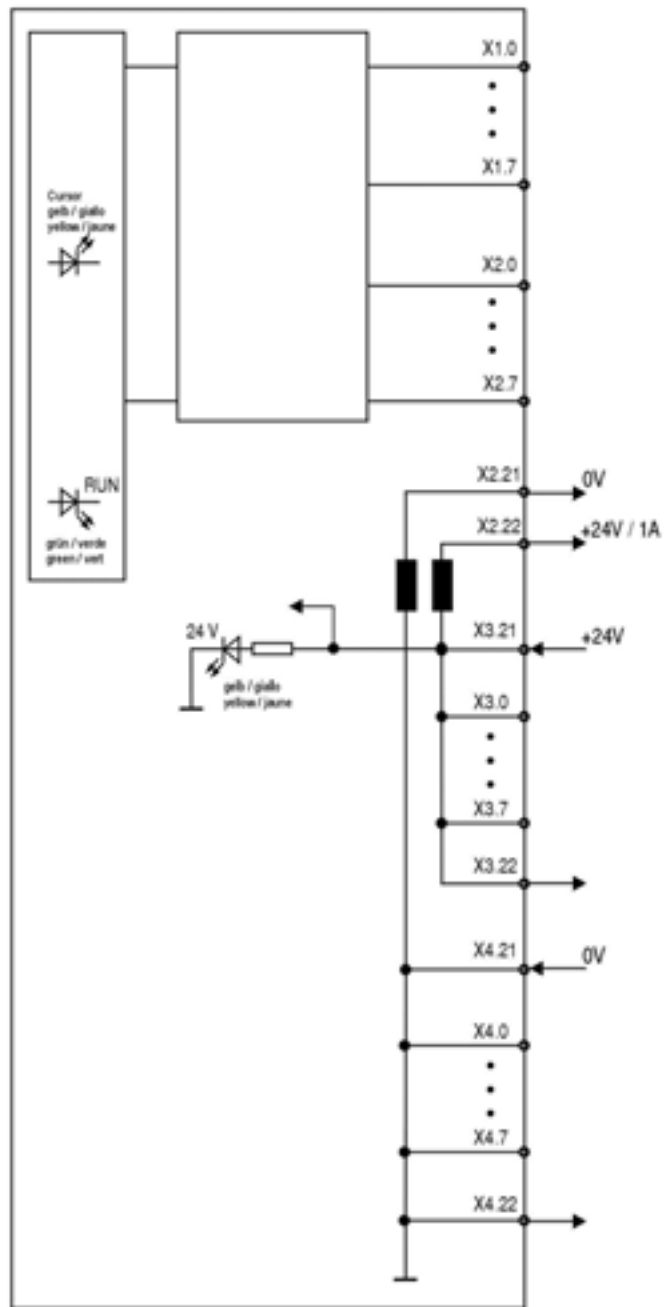 X1.0
X1.7
Cursor
gelb / giallo
yellow / jaune
X2.0
X2.7
X2.21
0V
RUN
X2.22
+24V / 1A
grün / verde
green / vert
24 V
X3.21
+24V
gelb / giallo
yellow / jaune
X3.0
X3.7
X3.22
X4.21
0V
X4.0
X4.7
X4.22